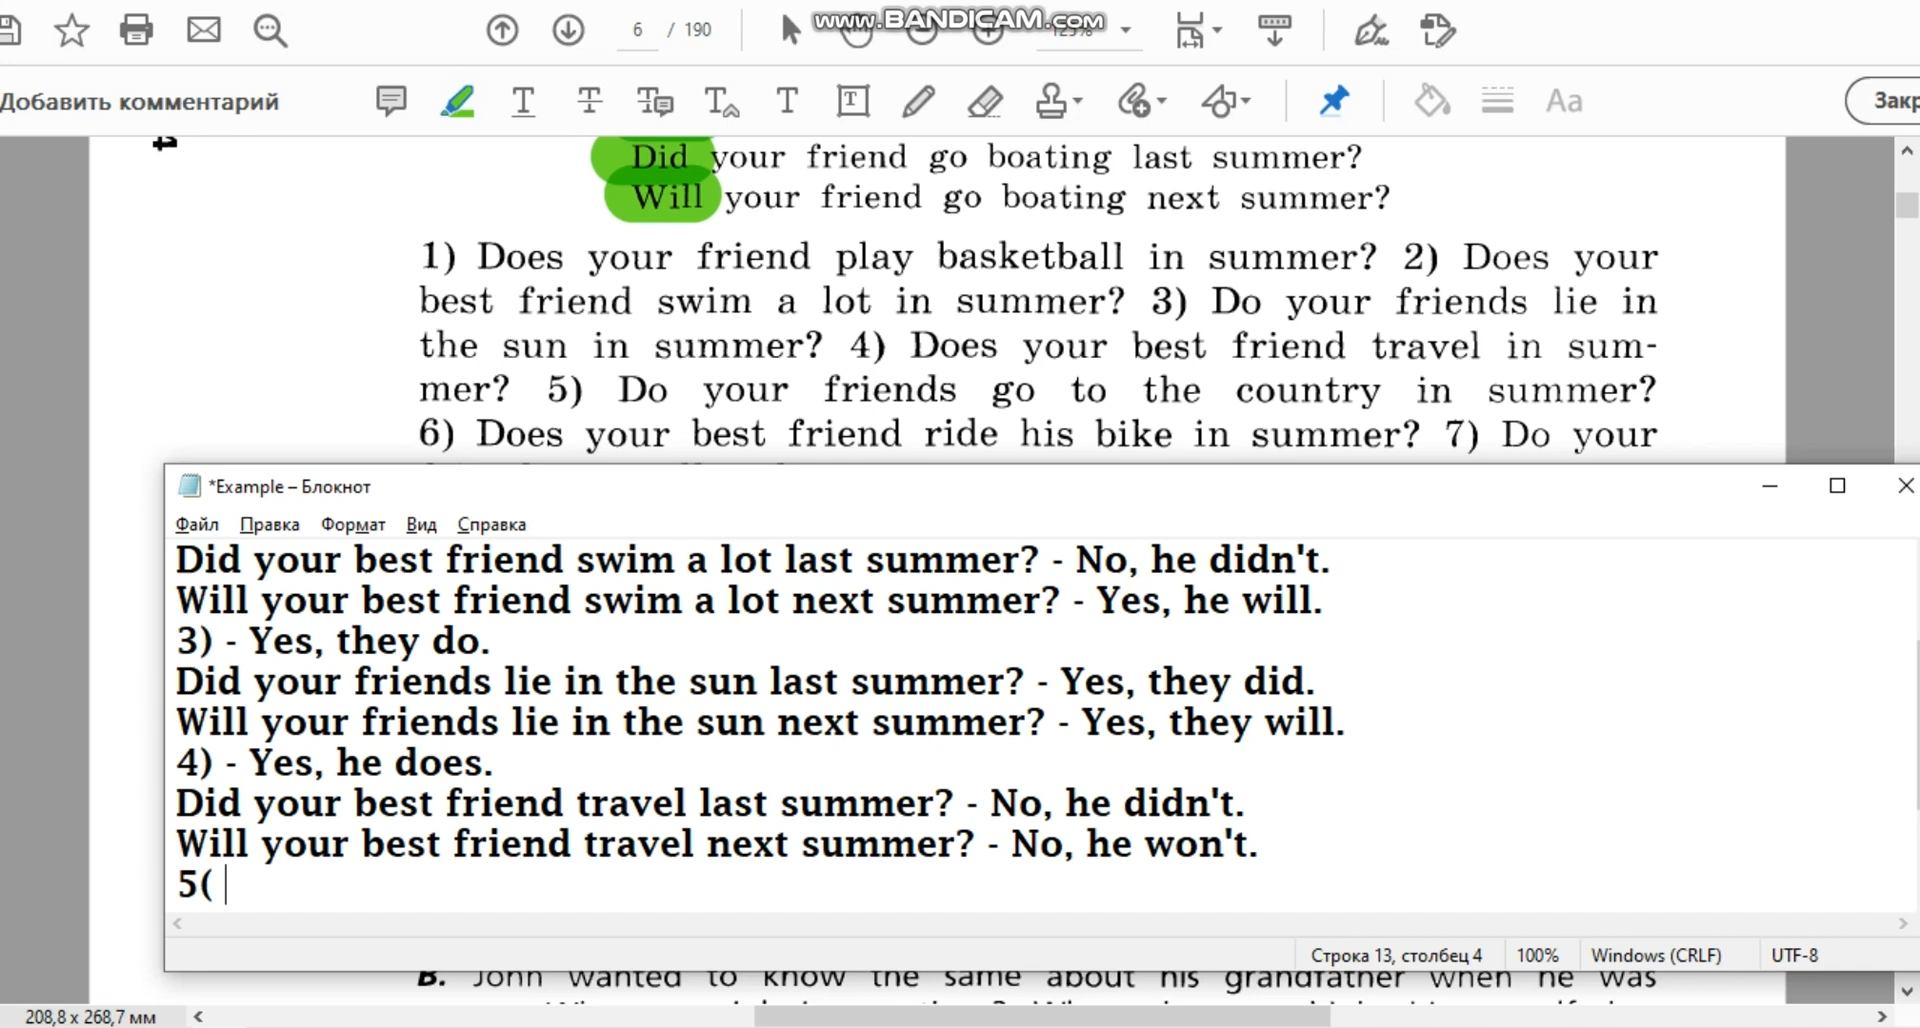 6 / 190
www.BANDICAM.com
125%
Добавить комментарий
Aa
Закр
Did your friend go boating last summer?
Will your friend go boating next summer?
1) Does your friend play basketball in summer? 2) Does your
best friend swim a lot in summer? 3) Do your friends lie in
the sun in summer? 4) Does your best friend travel in sum-
mer? 5) Do your friends go to the country in summer?
6) Does your best friend ride his bike in summer? 7) Do your
*Example – Блокнот
Файл Правка Формат Вид Справка
Did your best friend swim a lot last summer? - No, he didn't.
Will your best friend swim a lot next summer? - Yes, he will.
3) - Yes, they do.
Did your friends lie in the sun last summer? - Yes, they did.
Will your friends lie in the sun next summer? - Yes, they will.
4) - Yes, he does.
Did your best friend travel last summer? - No, he didn't.
Will your best friend travel next summer? - No, he won't.
5(
Строка 13, столбец 4 100% Windows (CRLF) UTF-8
B. John wanted to know the same about his grandfather when he was
208,8 x 268,7 мм